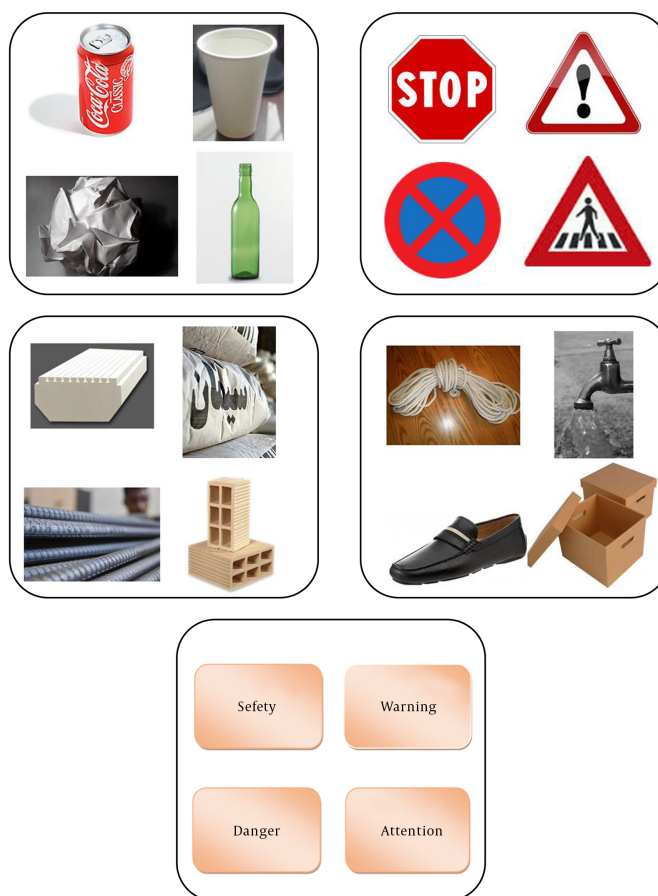 Coca-Cola
CLASSIC
STOP
Sefety
Warning
Danger
Attention